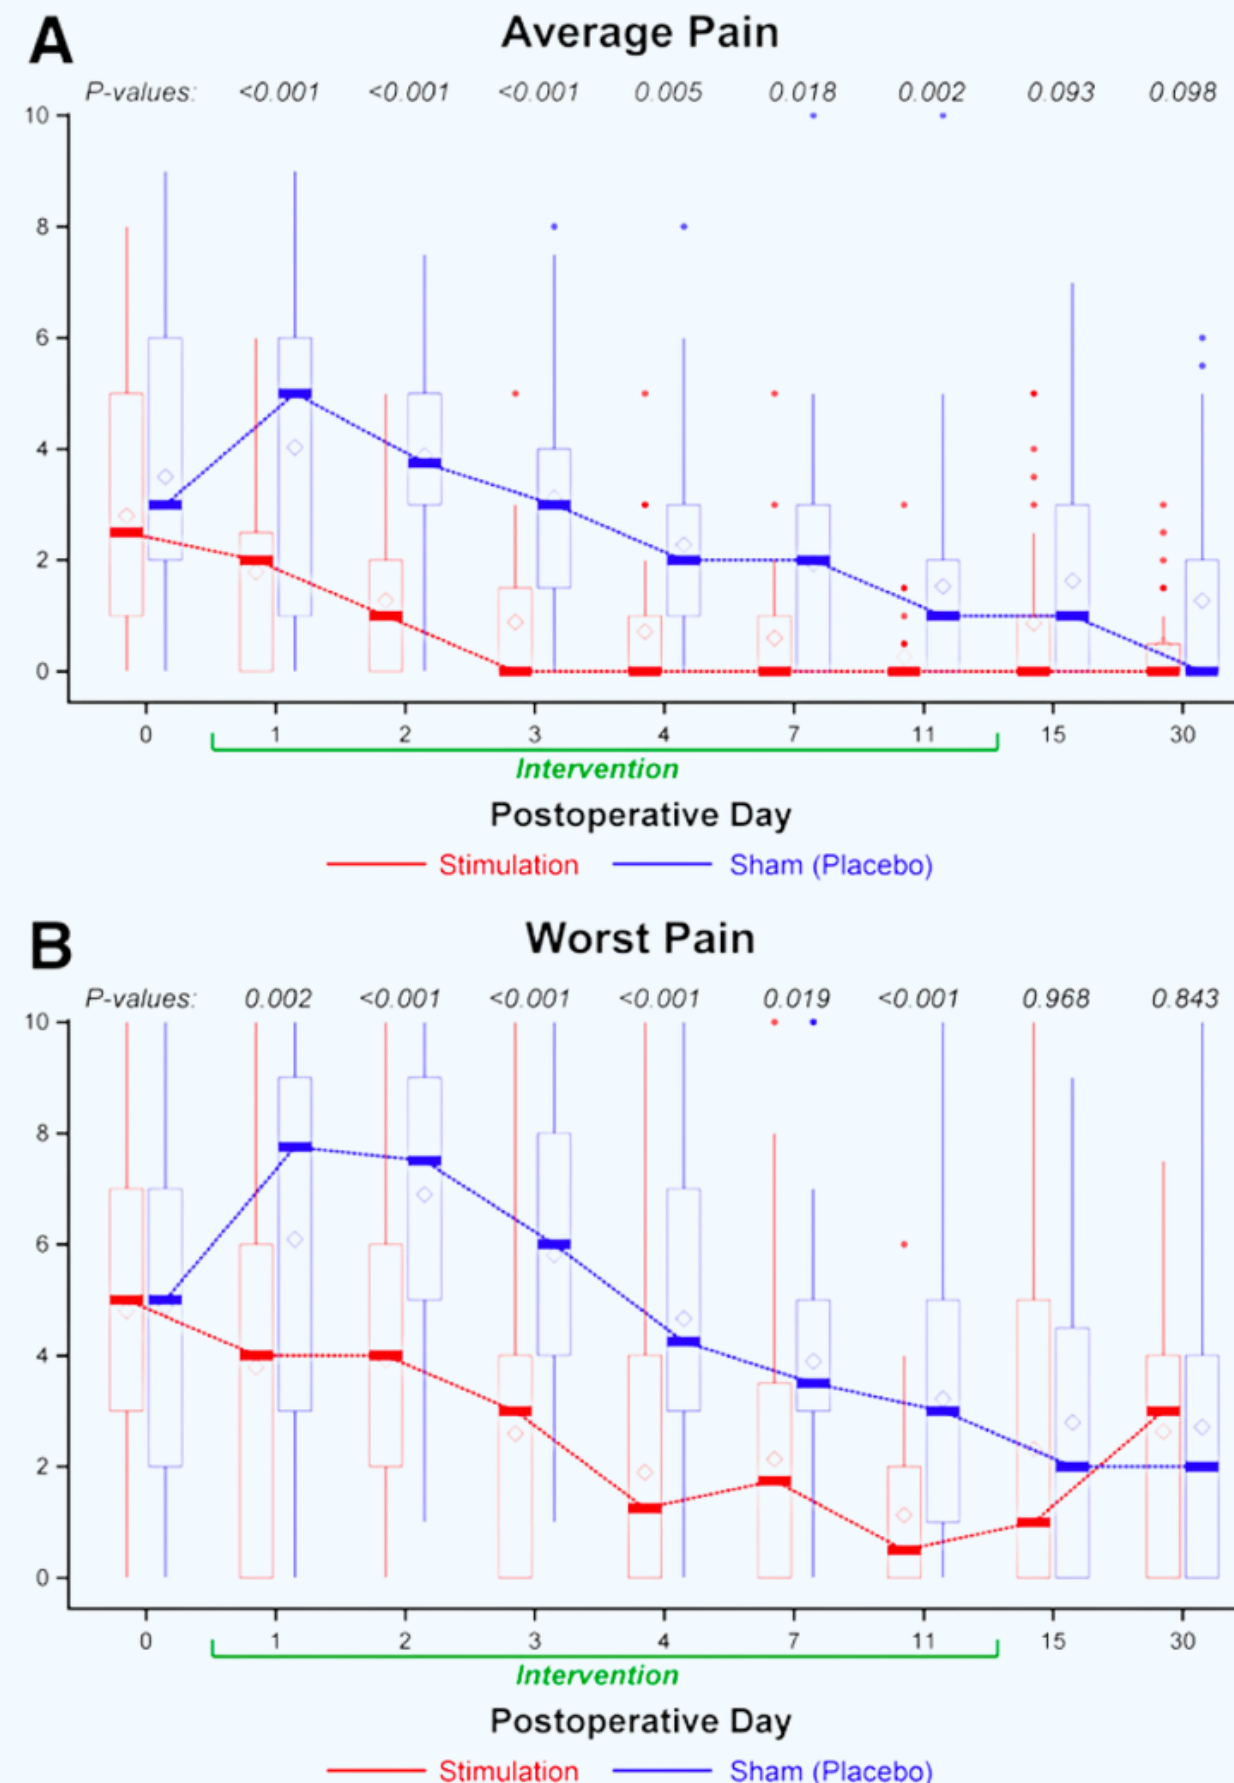 A
Average Pain
P-values: <0.001 <0.001 <0.001 0.005 0.018 0.002 0.093 0.098
10
8
6
4
2
0
0 1 2 3 4 7 11 15 30
Intervention
Postoperative Day
Stimulation Sham (Placebo)
B
Worst Pain
P-values: 0.002 <0.001 <0.001 <0.001 0.019 <0.001 0.968 0.843
10
8
6
4
2
0
0 1 2 3 4 7 11 15 30
Intervention
Postoperative Day
Stimulation Sham (Placebo)